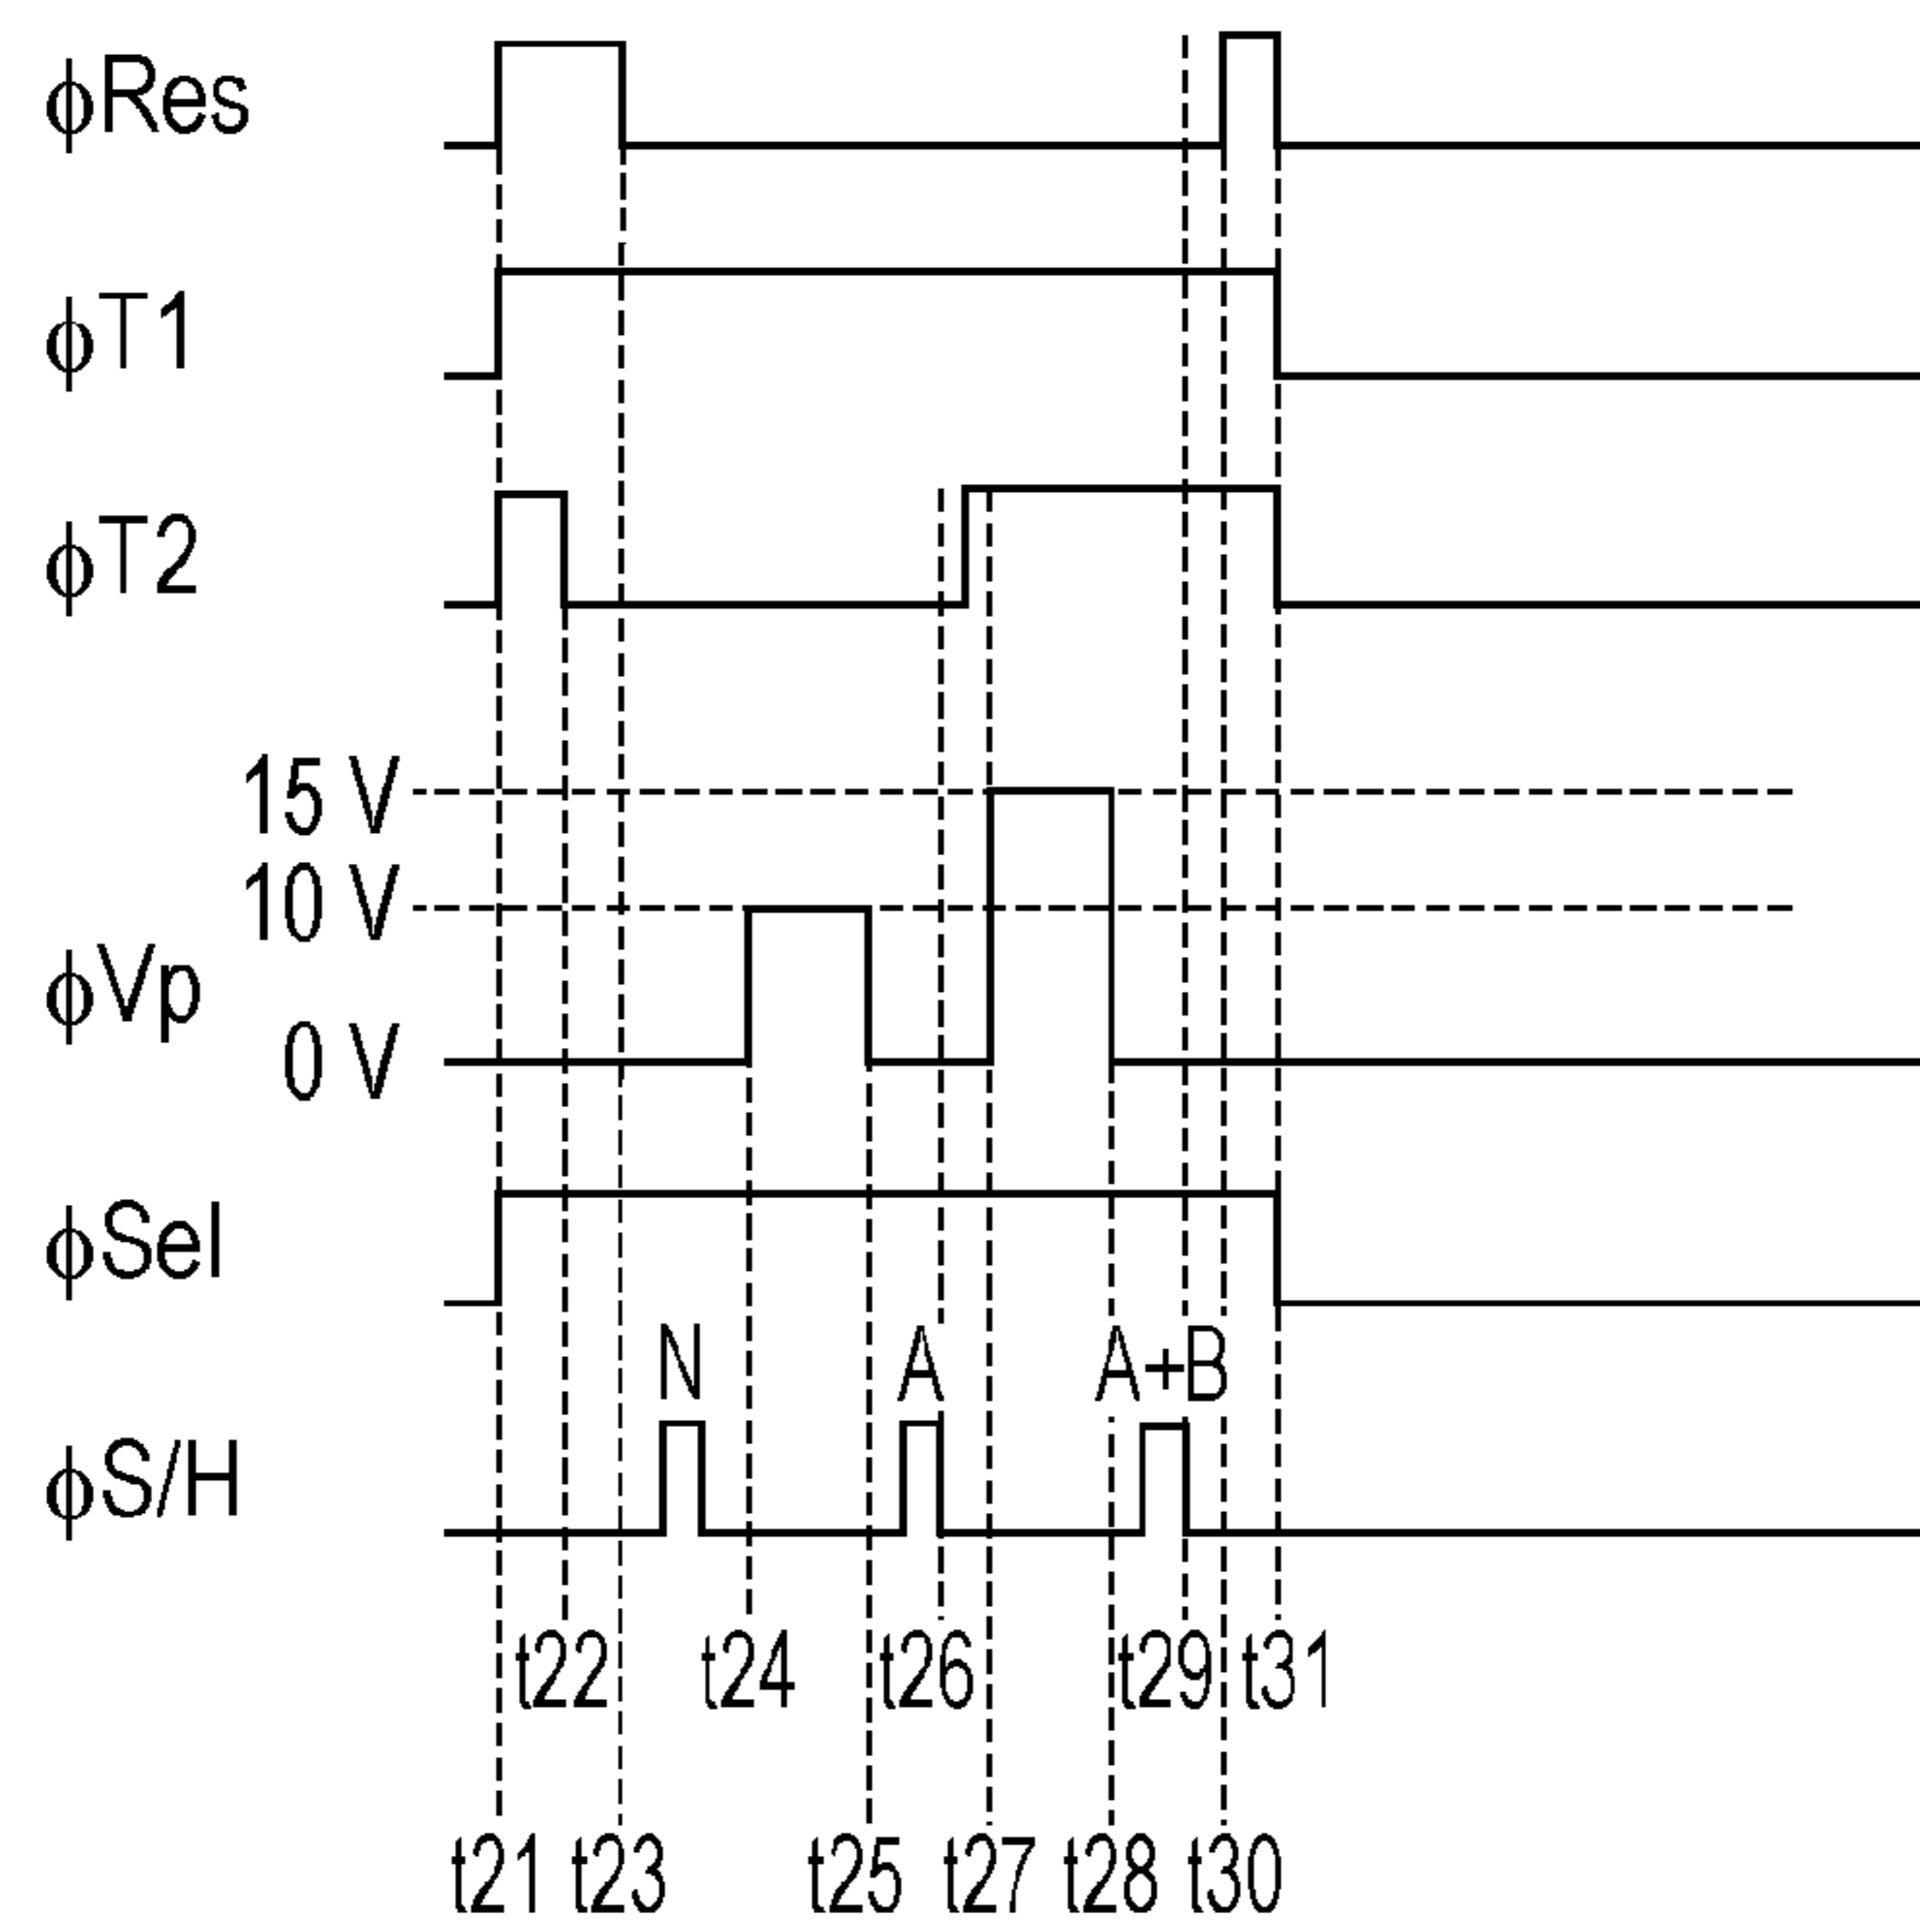 ϕRes
ϕT1
ϕT2
15 V
10 V
ϕVp
0 V
ϕSel
N A A+B
ϕS/H
t22 t24 t26 t29 t31
t21 t23 t25 t27 t28 t30